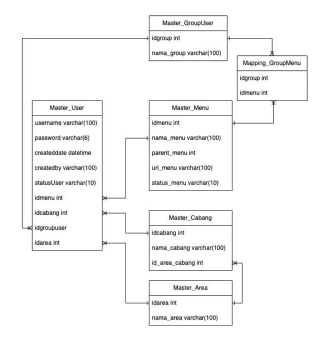 Master_GroupUser
idgroup int
nama_group varchar(100)
Mapping_GroupMenu
idgroup int
idmenu int
Master_User
username varchar(100)
password varchar(6)
createddate datetime
createdby varchar(100)
statusUser varchar(10)
idmenu int
idcabang int
idgroupuser
idarea int
Master_Menu
idmenu int
nama_menu varchar(100)
parent_menu int
url_menu varchar(100)
status_menu varchar(10)
Master_Cabang
idcabang int
nama_cabang varchar(100)
id_area_cabang int
Master_Area
idarea int
nama_area varchar(100)